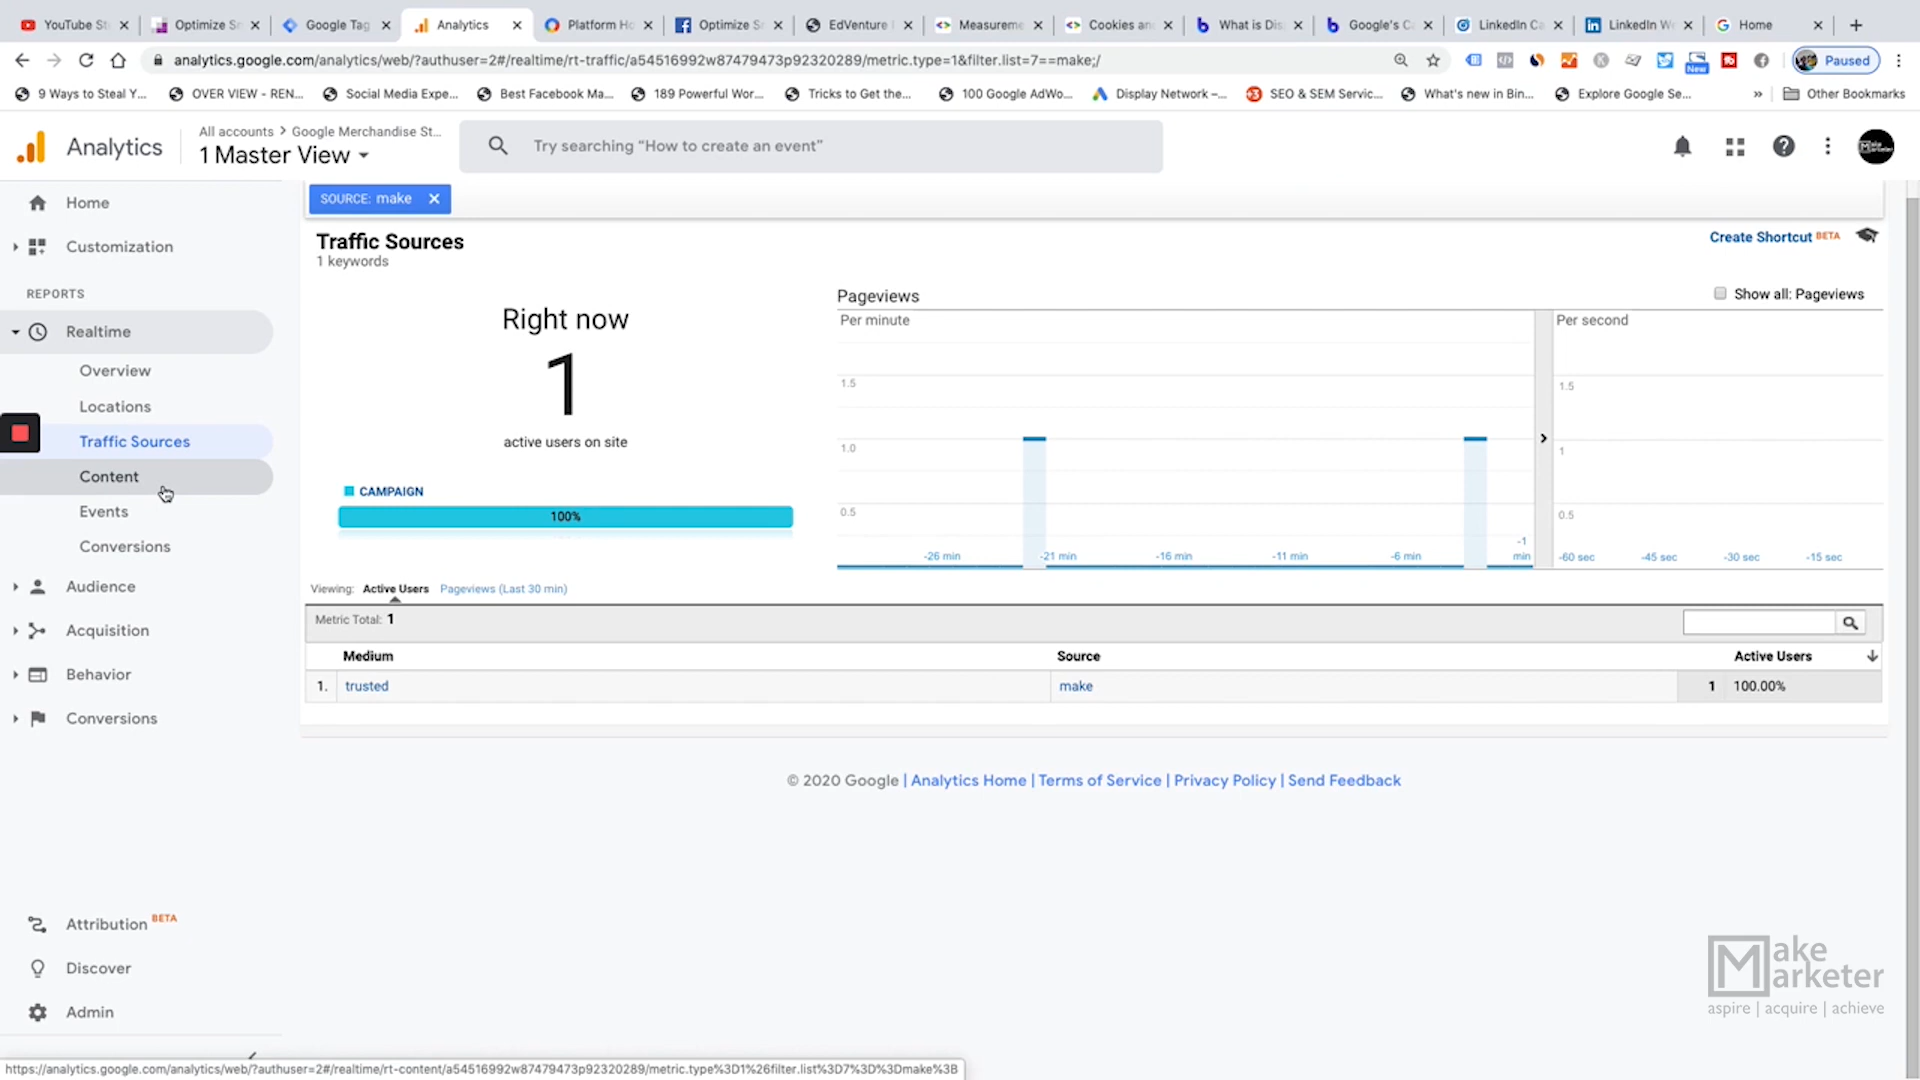 YouTube St
Optimize Sn
Google Tag
Analytics
Platform Ho
Optimize Se
EdVenture
Measureme
Cookies an
What is Dis
Google's Co
LinkedIn Ca
LinkedIn We
Home
analytics.google.com/analytics/web/?authuser=2#/realtime/rt-traffic/a54516992w87479473p92320289/metric.type=1&filter.list=7==make;/
New
Paused
9 Ways to Steal Y...
OVER VIEW - REN...
Social Media Expe...
Best Facebook Ma...
189 Powerful Wor...
Tricks to Get the...
100 Google AdWo...
Display Network –...
SEO & SEM Servic...
What's new in Bin...
Explore Google Se...
»
Other Bookmarks
Analytics
All accounts > Google Merchandise St...
1 Master View
Try searching “How to create an event”
Home
Customization
REPORTS
Realtime
Overview
Locations
Traffic Sources
Content
Events
Conversions
Audience
Acquisition
Behavior
Conversions
Attribution BETA
Discover
Admin
SOURCE: make
Traffic Sources
1 keywords
Create Shortcut BETA
Right now
1
active users on site
CAMPAIGN
100%
Pageviews
Show all: Pageviews
Per minute
1.5
1.0
0.5
-26 min
-21 min
-16 min
-11 min
-6 min
-1
min
Per second
1.5
1
0.5
-60 sec
-45 sec
-30 sec
-15 sec
Viewing: Active Users Pageviews (Last 30 min)
Metric Total: 1
Medium Source Active Users
1. trusted make 1 100.00%
© 2020 Google | Analytics Home | Terms of Service | Privacy Policy | Send Feedback
Make
Marketer
aspire | acquire | achieve
https://analytics.google.com/analytics/web/?authuser=2#/realtime/rt-content/a54516992w87479473p92320289/metric.type%3D1%26filter.list%3D7%3D%3Dmake%3B